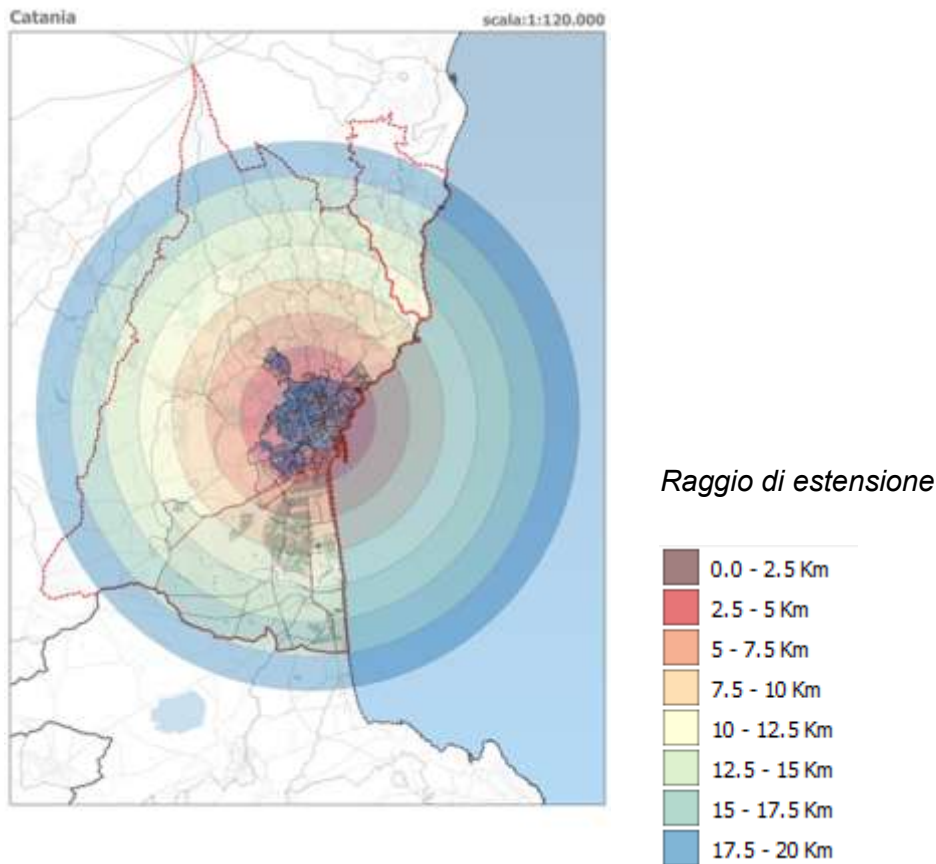 Catania
scala:1:120.000
Raggio di estensione
0.0 - 2.5 Km
2.5 - 5 Km
5 - 7.5 Km
7.5 - 10 Km
10 - 12.5 Km
12.5 - 15 Km
15 - 17.5 Km
17.5 - 20 Km